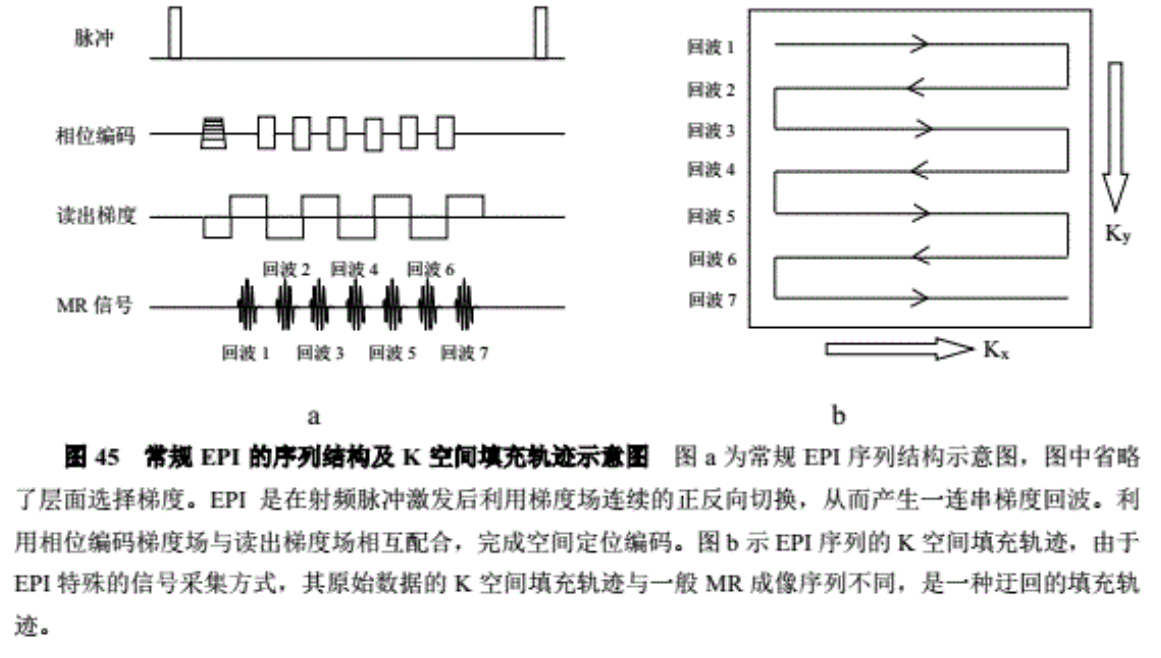 脉冲
相位编码
读出梯度
回波 2 回波 4 回波 6
MR 信号
回波 1 回波 3 回波 5 回波 7
a
回波 1
回波 2
回波 3
回波 4
回波 5
回波 6
回波 7
Ky
Kx
b
图 45 常规 EPI 的序列结构及 K 空间填充轨迹示意图 图 a 为常规 EPI 序列结构示意图，图中省略
了层面选择梯度。EPI 是在射频脉冲激发后利用梯度场连续的正反向切换，从而产生一连串梯度回波。利
用相位编码梯度场与读出梯度场相互配合，完成空间定位编码。图 b 示 EPI 序列的 K 空间填充轨迹，由于
EPI 特殊的信号采集方式，其原始数据的 K 空间填充轨迹与一般 MR 成像序列不同，是一种迂回的填充轨
迹。